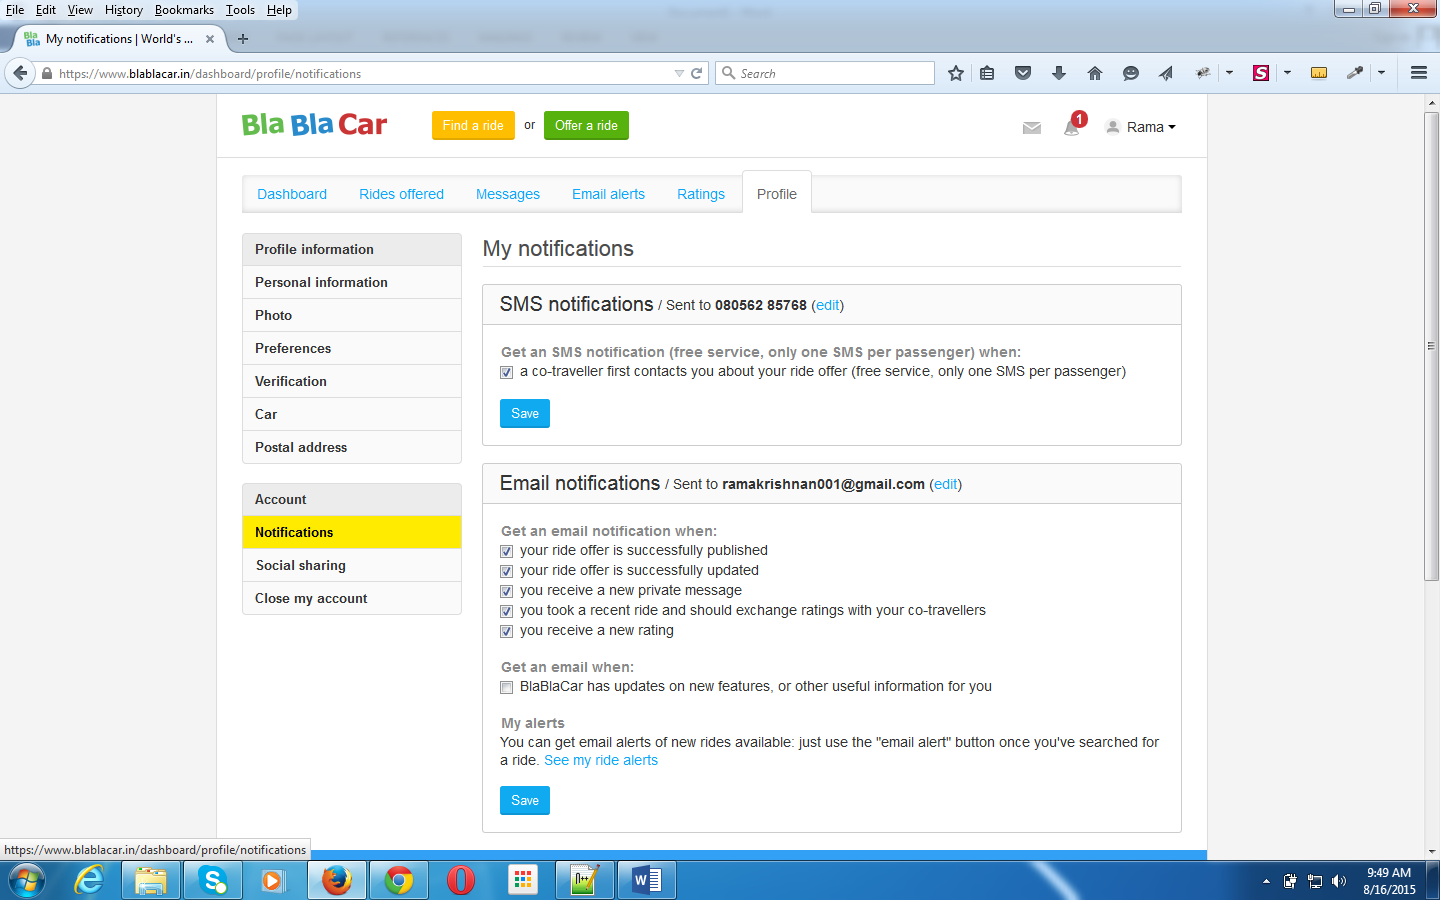 File Edit View History Bookmarks Tools Help
Bla Bla My notifications | World's ... × +
https://www.blablacar.in/dashboard/profile/notifications Search S
Bla Bla Car Find a ride or Offer a ride 1 Rama
Dashboard Rides offered Messages Email alerts Ratings Profile
Profile information
Personal information
Photo
Preferences
Verification
Car
Postal address
Account
Notifications
Social sharing
Close my account
My notifications
SMS notifications / Sent to 080562 85768 (edit)
Get an SMS notification (free service, only one SMS per passenger) when:
a co-traveller first contacts you about your ride offer (free service, only one SMS per passenger)
Save
Email notifications / Sent to ramakrishnan001@gmail.com (edit)
Get an email notification when:
your ride offer is successfully published
your ride offer is successfully updated
you receive a new private message
you took a recent ride and should exchange ratings with your co-travellers
you receive a new rating
Get an email when:
BlaBlaCar has updates on new features, or other useful information for you
My alerts
You can get email alerts of new rides available: just use the "email alert" button once you've searched for
a ride. See my ride alerts
Save
https://www.blablacar.in/dashboard/profile/notifications
9:49 AM
8/16/2015